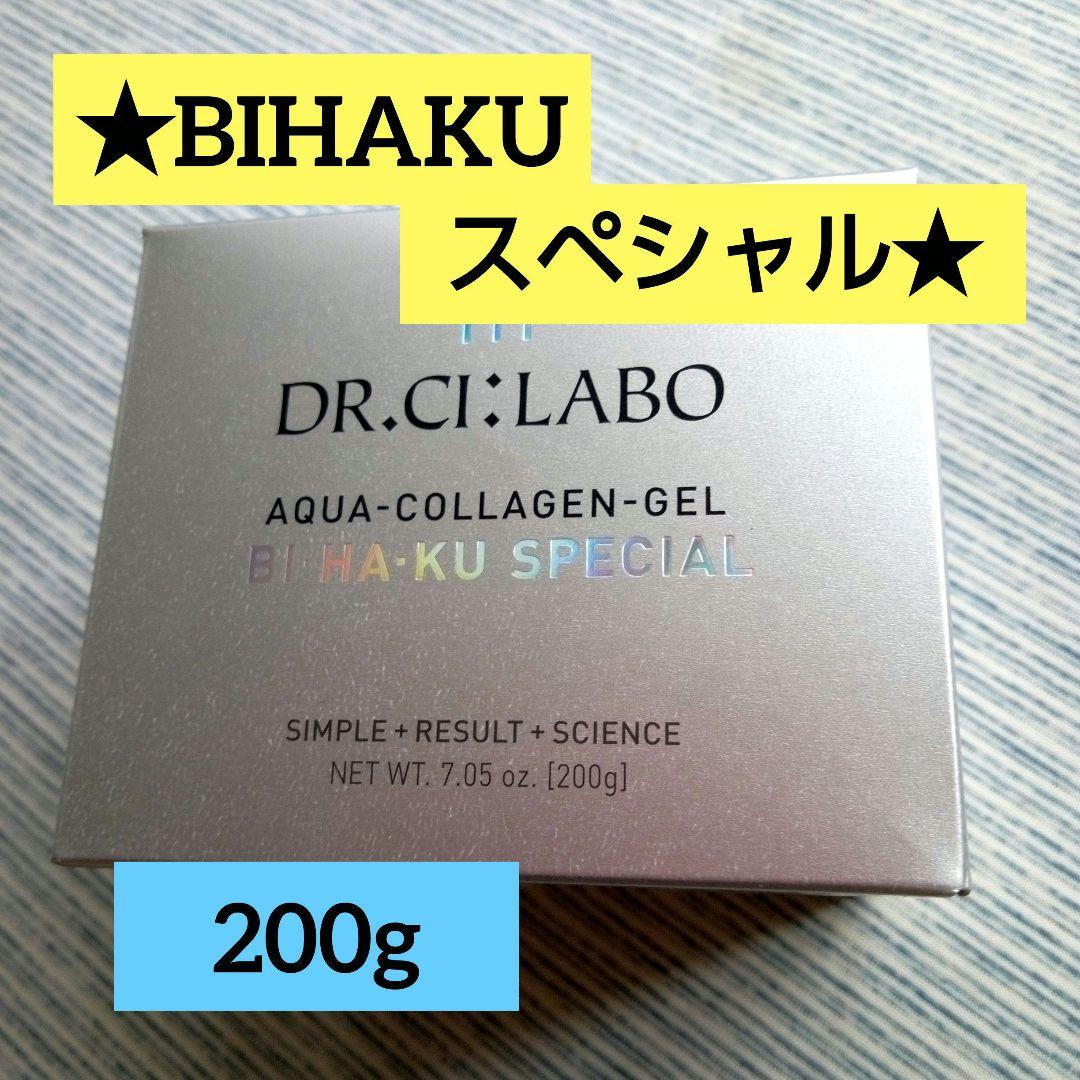 ★BIHAKU
スペシャル★
DR.CI:LABO
AQUA-COLLAGEN-GEL
BI・HA・KU SPECIAL
SIMPLE + RESULT + SCIENCE
NET WT. 7.05 oz. [200g]
200g